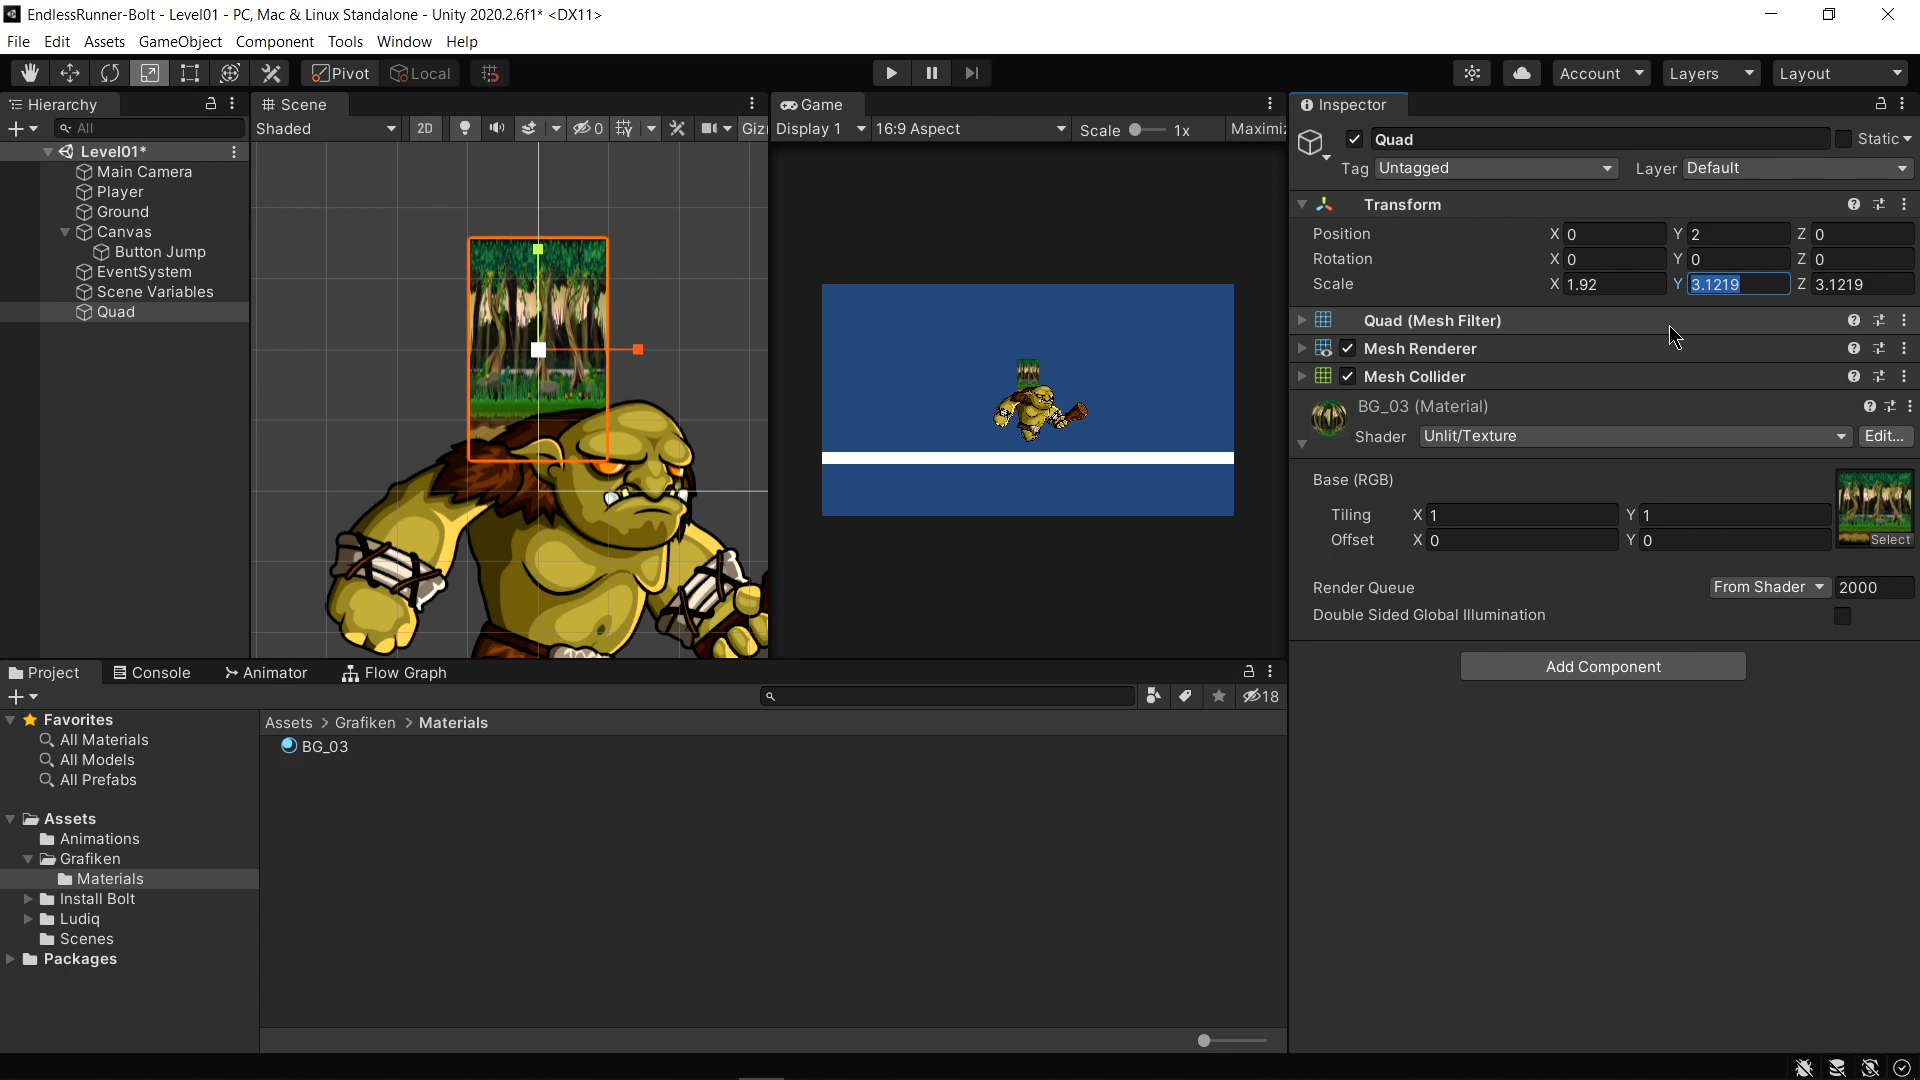 EndlessRunner-Bolt - Level01 - PC, Mac & Linux Standalone - Unity 2020.2.6f1* <DX11>
File Edit Assets GameObject Component Tools Window Help
Pivot Local Account Layers Layout
Hierarchy Scene Game Inspector
All Shaded 2D 0 Giz Display 1 16:9 Aspect Scale 1x Maximiz Quad Static
Level01*
Main Camera
Player
Ground
Canvas
Button Jump
EventSystem
Scene Variables
Quad
Tag Untagged Layer Default
Transform
Position X 0 Y 2 Z 0
Rotation X 0 Y 0 Z 0
Scale X 1.92 Y 3.1219 Z 3.1219
Quad (Mesh Filter)
Mesh Renderer
Mesh Collider
BG_03 (Material)
Shader Unlit/Texture Edit...
Base (RGB)
Tiling X 1 Y 1
Offset X 0 Y 0
Select
Render Queue From Shader 2000
Double Sided Global Illumination
Add Component
Project Console Animator Flow Graph
18
Favorites
All Materials
All Models
All Prefabs
Assets
Animations
Grafiken
Materials
Install Bolt
Ludiq
Scenes
Packages
Assets > Grafiken > Materials
BG_03